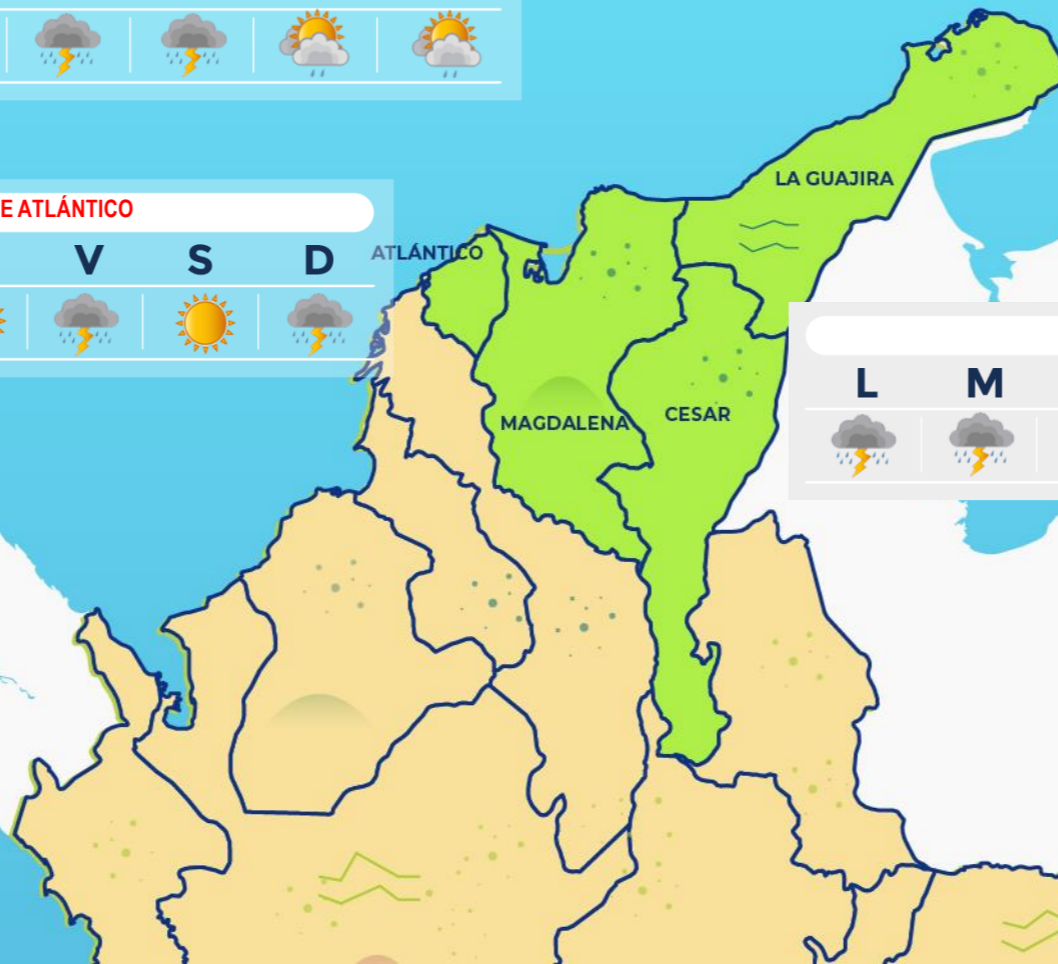 LA GUAJIRA
E ATLÁNTICO
V S D
ATLÁNTICO
L M
MAGDALENA
CESAR